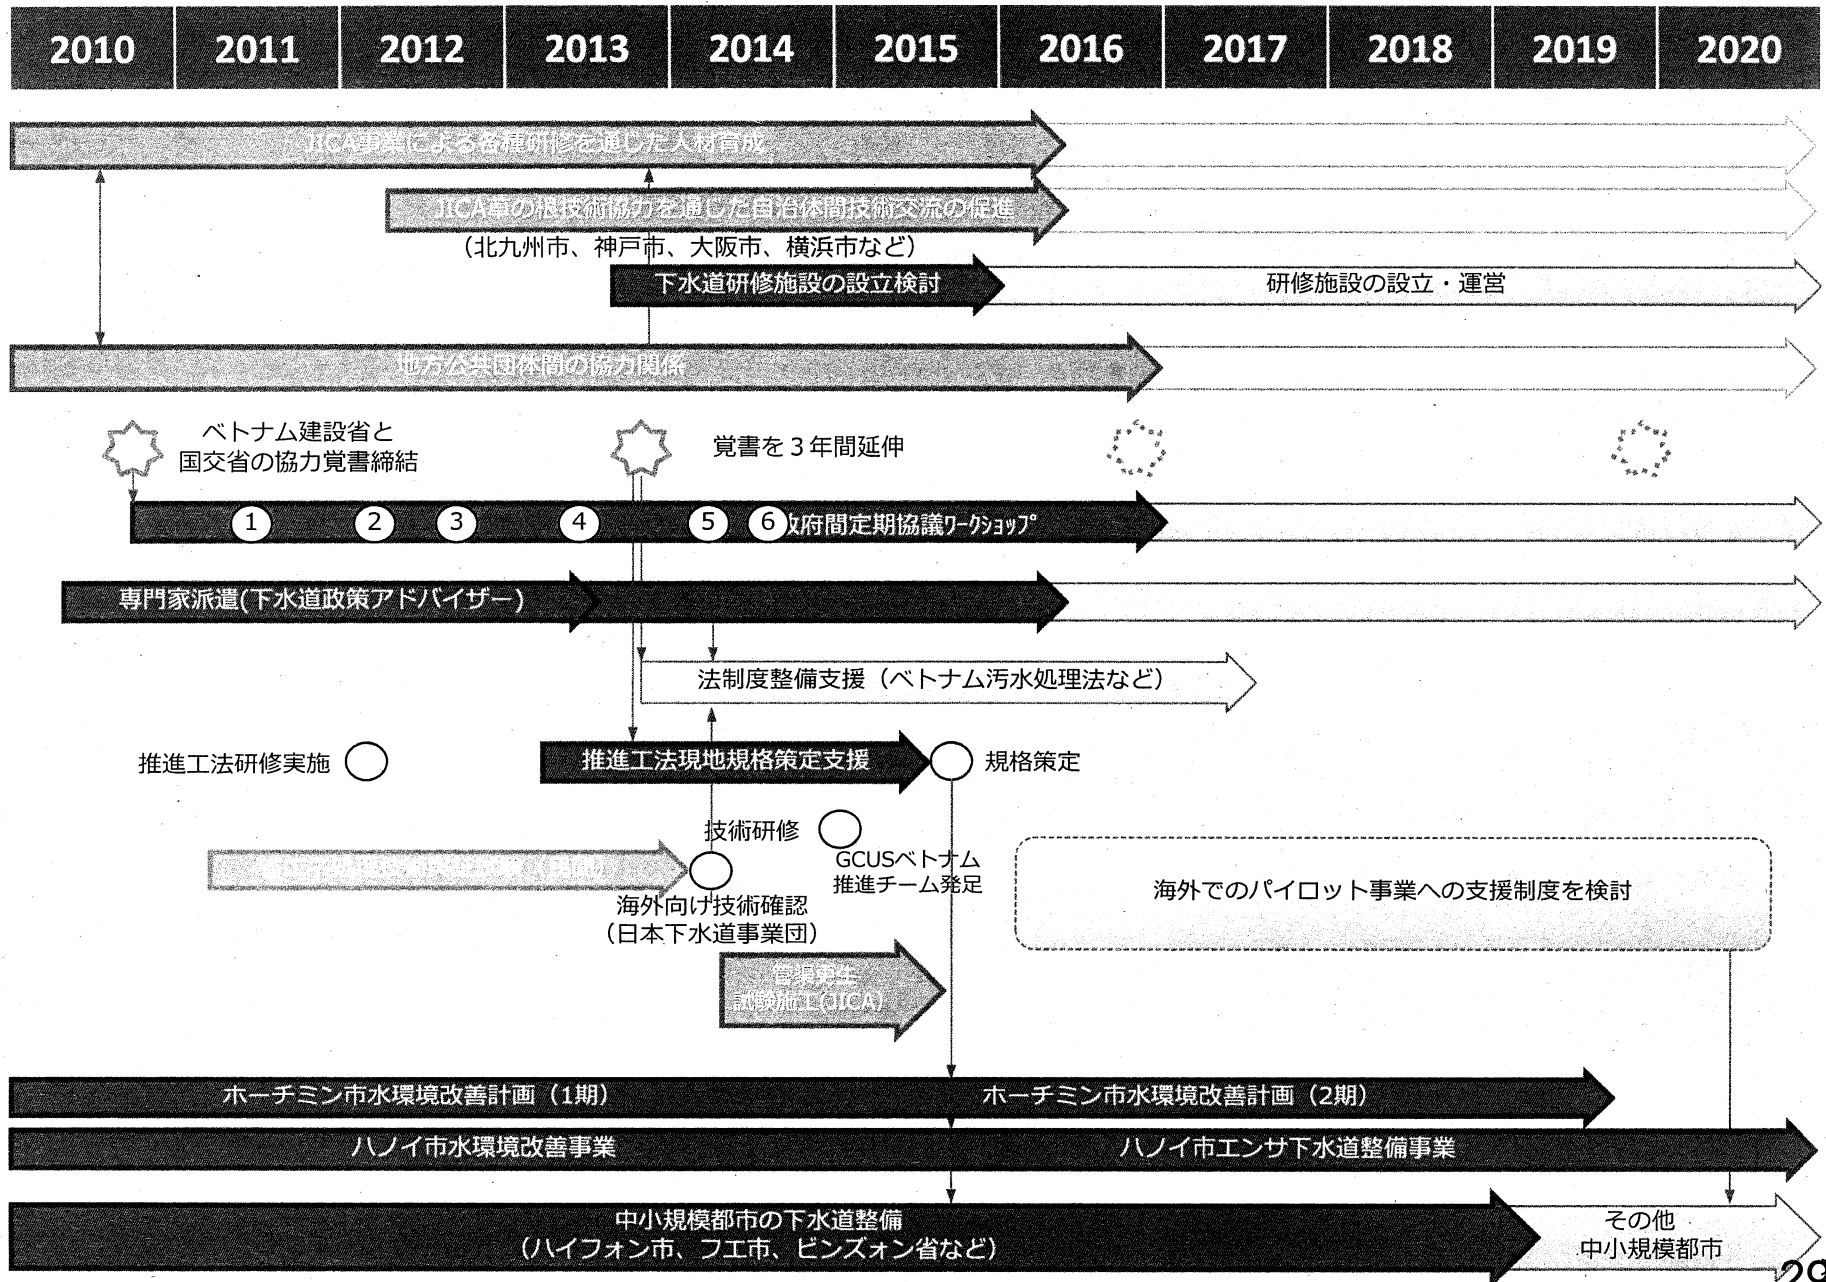 2010 2011 2012 2013 2014 2015 2016 2017 2018 2019 2020
JICA事業による各種研修を通じた人材育成
JICA草の根技術協力を通じた自治体間技術交流の促進
（北九州市、神戸市、大阪市、横浜市など）
下水道研修施設の設立検討
研修施設の設立・運営
地方公共団体間の協力関係
ベトナム建設省と
国交省の協力覚書締結
覚書を３年間延伸
1 2 3 4 5 6
府間定期協議ﾜｰｸｼｮｯﾌﾟ
専門家派遣(下水道政策アドバイザー)
法制度整備支援（ベトナム汚水処理法など）
推進工法研修実施
推進工法現地規格策定支援
規格策定
技術研修
GCUSベトナム
推進チーム発足
海外向け技術確認
（日本下水道事業団）
海外でのパイロット事業への支援制度を検討
管渠更生
試験施工(JICA)
ホーチミン市水環境改善計画（1期）
ホーチミン市水環境改善計画（2期）
ハノイ市水環境改善事業
ハノイ市エンサ下水道整備事業
中小規模都市の下水道整備
（ハイフォン市、フエ市、ビンズォン省など）
その他
中小規模都市
29